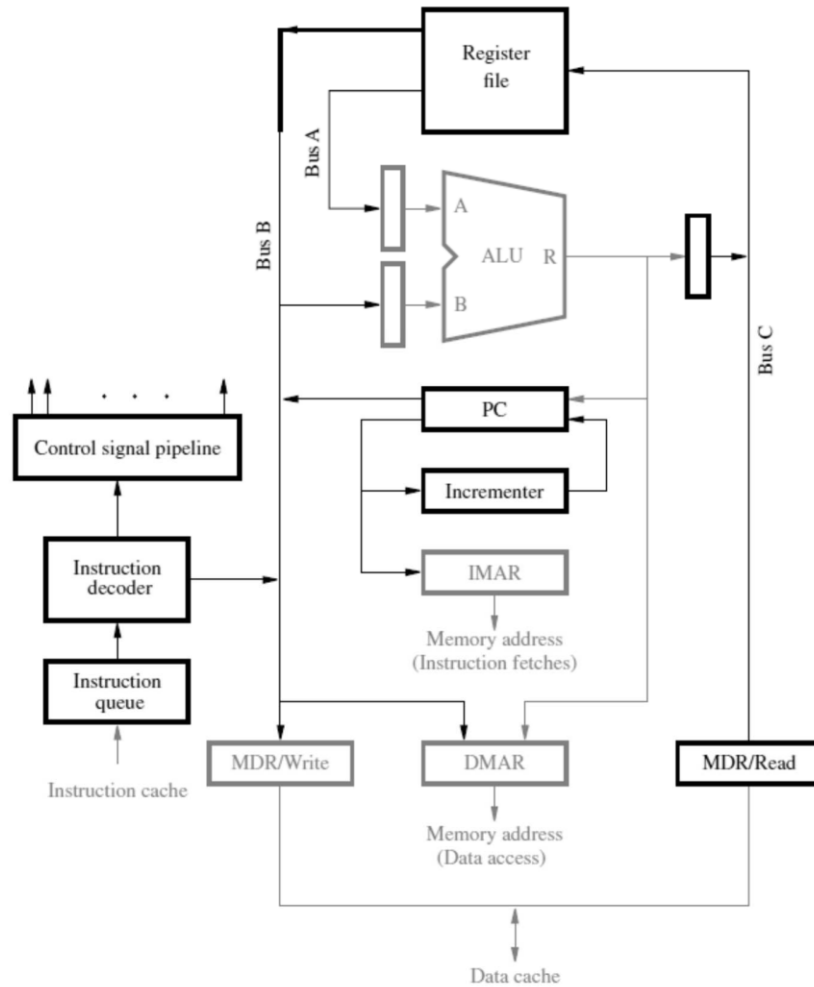 Register
file
Bus A
Bus B
A
ALU
R
B
Bus C
PC
. . .
Control signal pipeline
Incrementer
Instruction
decoder
IMAR
Memory address
(Instruction fetches)
Instruction
queue
MDR/Write
DMAR
MDR/Read
Instruction cache
Memory address
(Data access)
Data cache